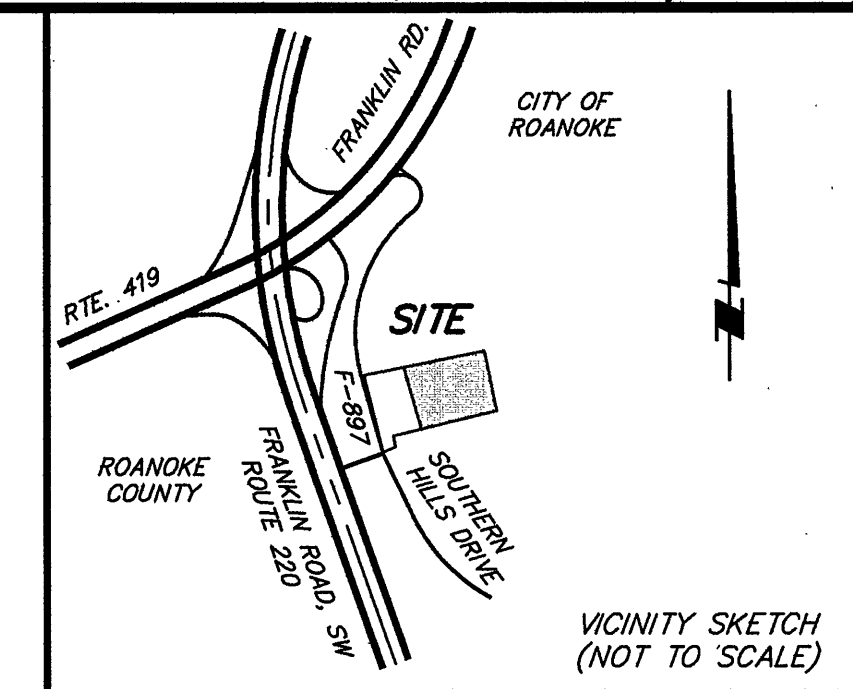 FRANKLIN RD.
CITY OF
ROANOKE
RTE. 419
SITE
F-897
ROANOKE
COUNTY
FRANKLIN ROAD, SW
ROUTE 220
SOUTHERN
HILLS DRIVE
N
VICINITY SKETCH
(NOT TO SCALE)